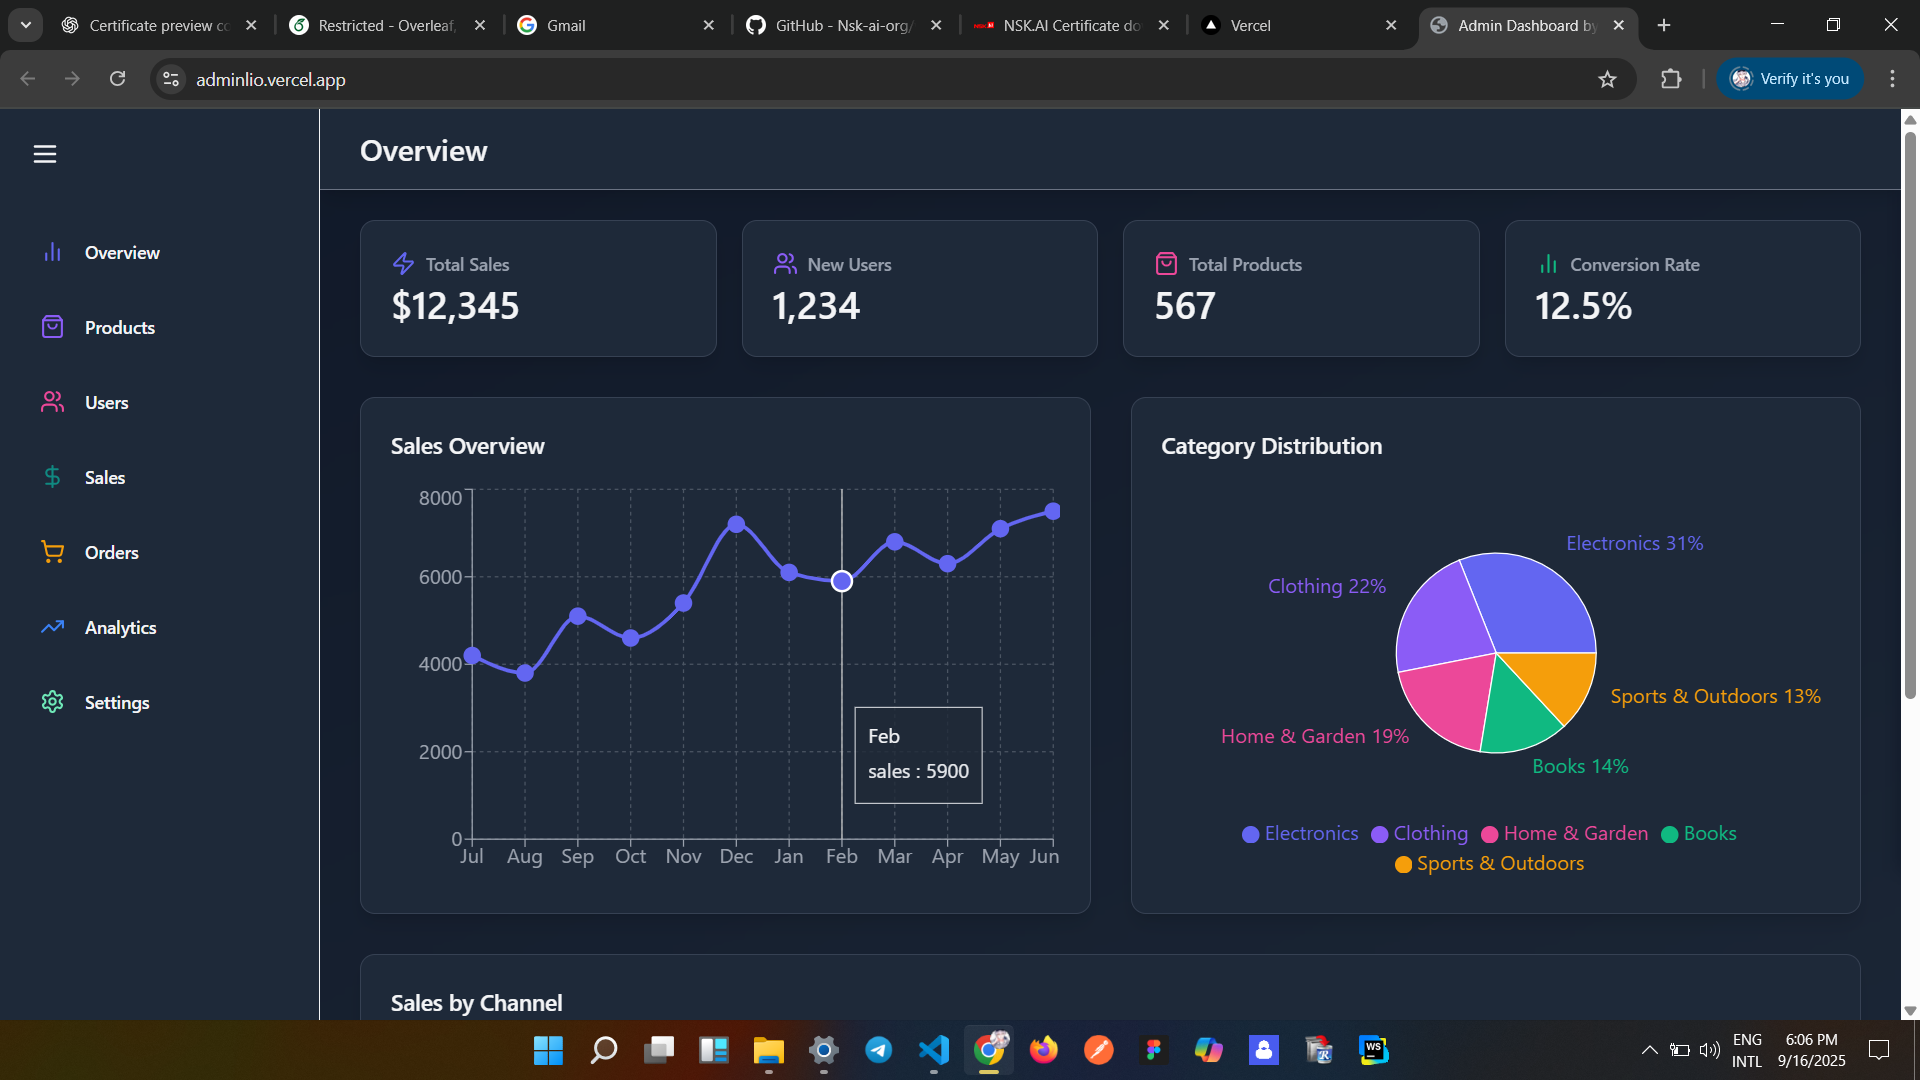 Certificate preview co
Restricted - Overleaf,
Gmail
GitHub - Nsk-ai-org/
NSK.AI Certificate do
Vercel
Admin Dashboard by
adminlio.vercel.app
Verify it's you
Overview
Products
Users
Sales
Orders
Analytics
Settings
Overview
Total Sales
$12,345
New Users
1,234
Total Products
567
Conversion Rate
12.5%
Sales Overview
8000
6000
4000
2000
0
Jul Aug Sep Oct Nov Dec Jan Feb Mar Apr May Jun
Feb
sales : 5900
Category Distribution
Electronics 31%
Clothing 22%
Sports & Outdoors 13%
Home & Garden 19%
Books 14%
Electronics Clothing Home & Garden Books
Sports & Outdoors
Sales by Channel
WS
ENG
INTL
6:06 PM
9/16/2025